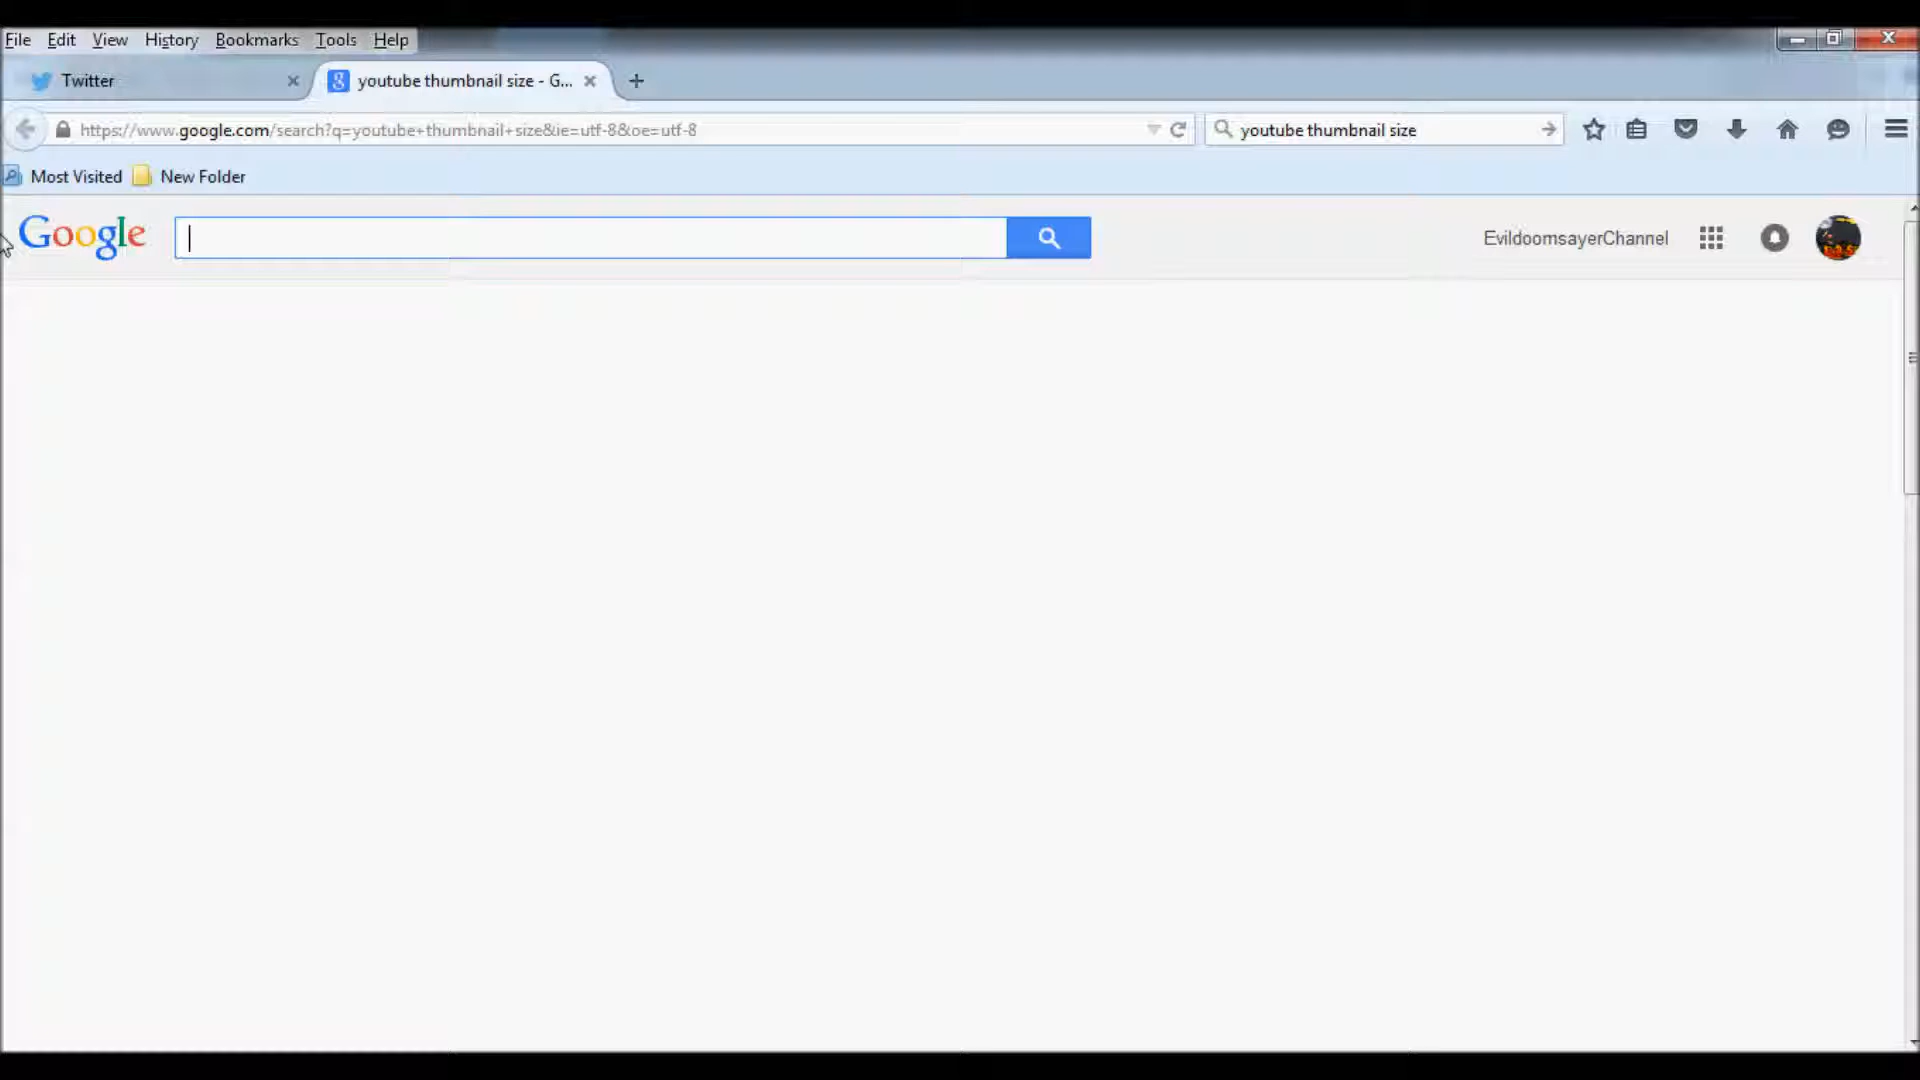 File Edit View History Bookmarks Tools Help
Twitter
youtube thumbnail size - G...
https://www.google.com/search?q=youtube+thumbnail+size&ie=utf-8&oe=utf-8
youtube thumbnail size
Most Visited New Folder
Google
EvildoomsayerChannel